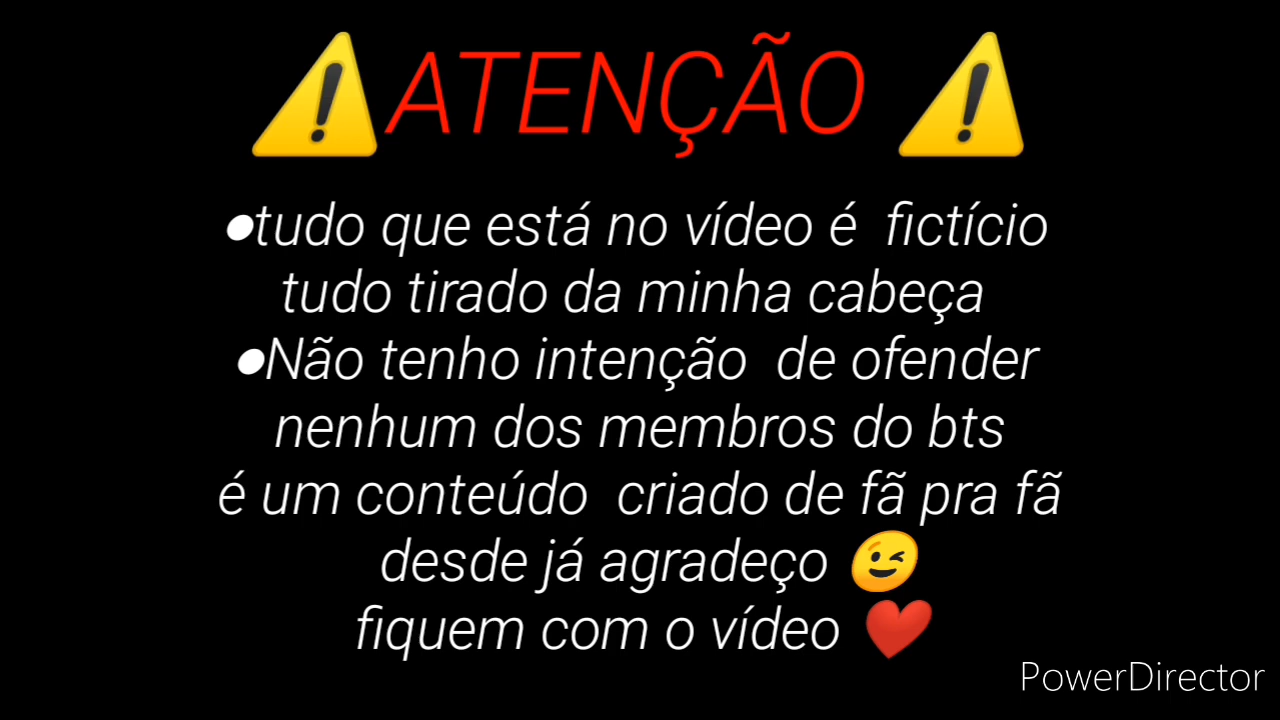 ⚠️ATENÇÃO ⚠️
●tudo que está no vídeo é fictício
tudo tirado da minha cabeça
●Não tenho intenção de ofender
nenhum dos membros do bts
é um conteúdo criado de fã pra fã
desde já agradeço 😉
fiquem com o vídeo ❤️
PowerDirector